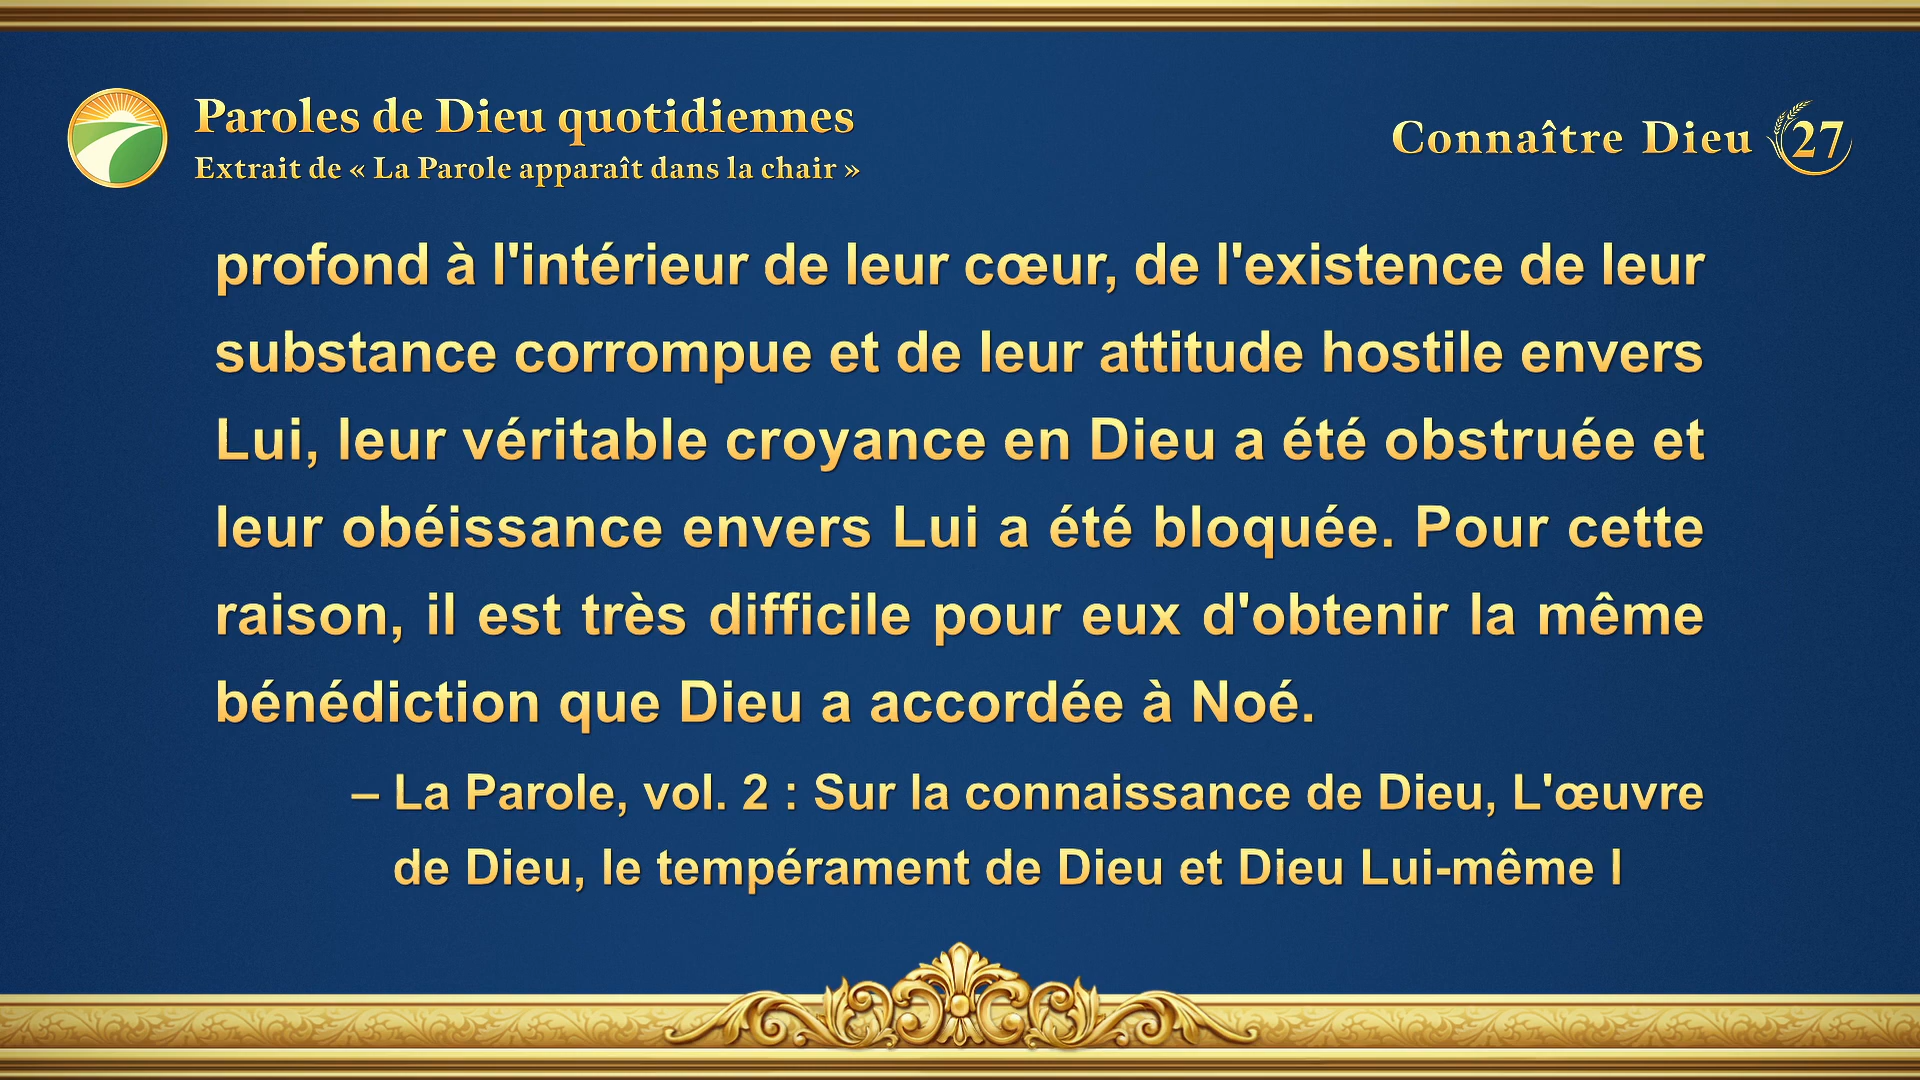 Paroles de Dieu quotidiennes
Extrait de « La Parole apparaît dans la chair »
Connaître Dieu 27
profond à l'intérieur de leur cœur, de l'existence de leur
substance corrompue et de leur attitude hostile envers
Lui, leur véritable croyance en Dieu a été obstruée et
leur obéissance envers Lui a été bloquée. Pour cette
raison, il est très difficile pour eux d'obtenir la même
bénédiction que Dieu a accordée à Noé.
– La Parole, vol. 2 : Sur la connaissance de Dieu, L'œuvre
de Dieu, le tempérament de Dieu et Dieu Lui-même I